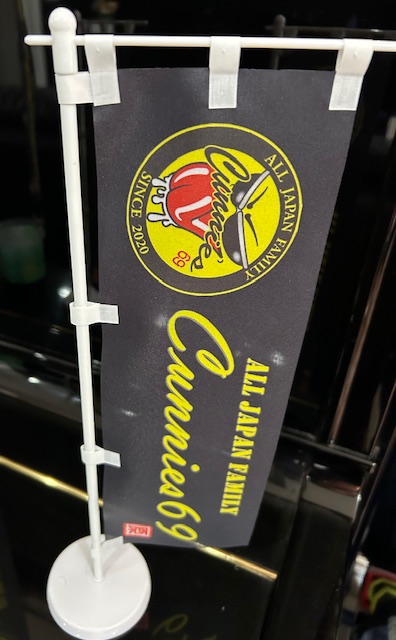 ALL JAPAN FAMILY
Cunnies
69
SINCE 2020
ALL JAPAN FAMILY
Cunnies69